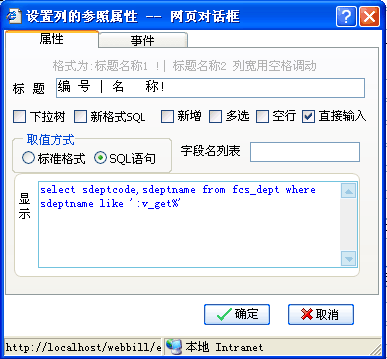 设置列的参照属性 -- 网页对话框
属性 事件
格式为:标题名称1 !| 标题名称2 列宽用空格调动
标 题 编 号 | 名 称!
下拉树 新格式SQL 新增 多选 空行 直接输入
取值方式
标准格式 SQL语句 字段名列表
显示
select sdeptcode,sdeptname from fcs_dept where
sdeptname like ':v_get%'
确定 取消
http://localhost/webbill/e 本地 Intranet